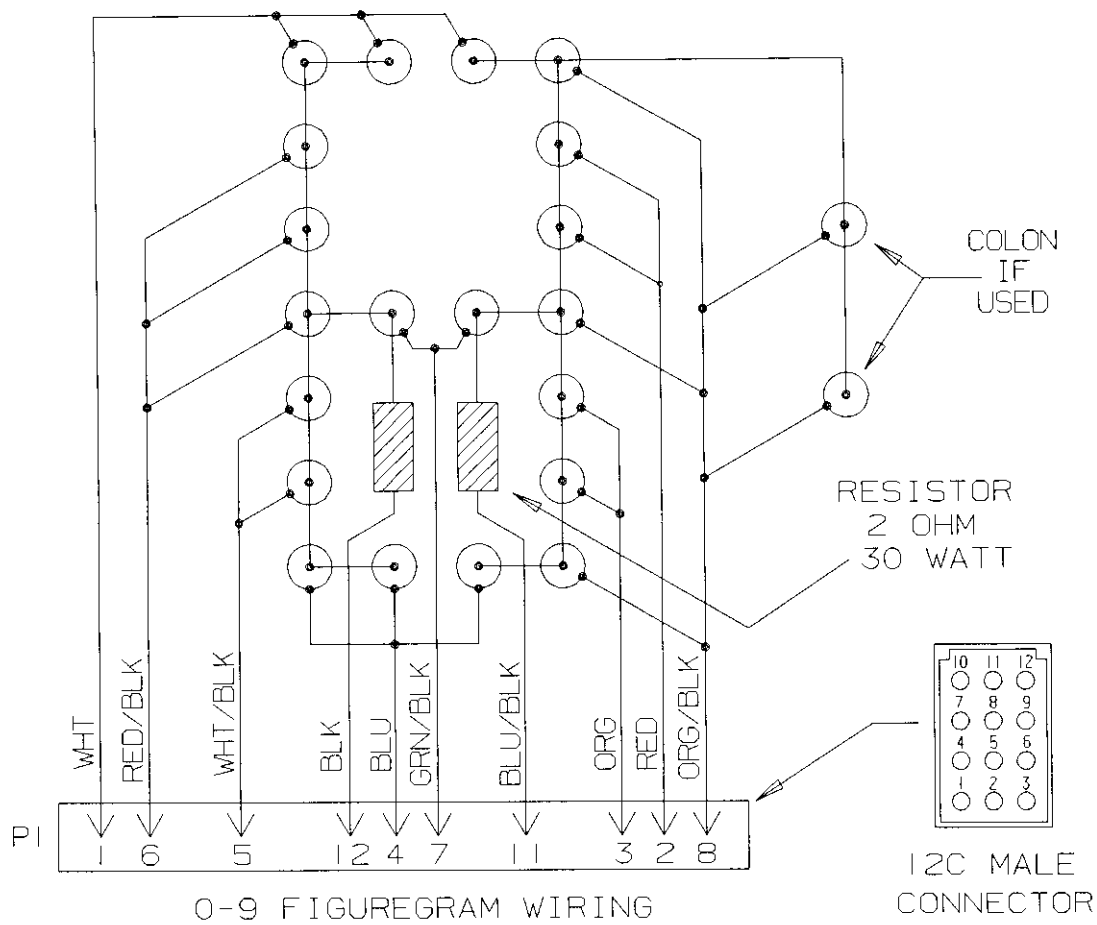 COLON
IF
USED
RESISTOR
2 OHM
30 WATT
WHT
RED/BLK
WHT/BLK
BLK
BLU
GRN/BLK
BLU/BLK
ORG
RED
ORG/BLK
10 11 12
7 8 9
4 5 6
1 2 3
P1 1 6 5 12 4 7 11 3 2 8
12C MALE
CONNECTOR
0-9 FIGUREGRAM WIRING